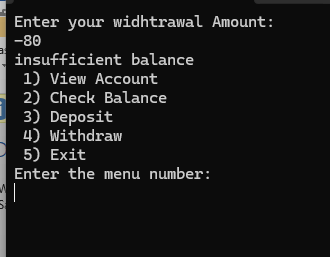 Enter your widhtrawal Amount:
-80
insufficient balance
1) View Account
2) Check Balance
3) Deposit
4) Withdraw
5) Exit
Enter the menu number: